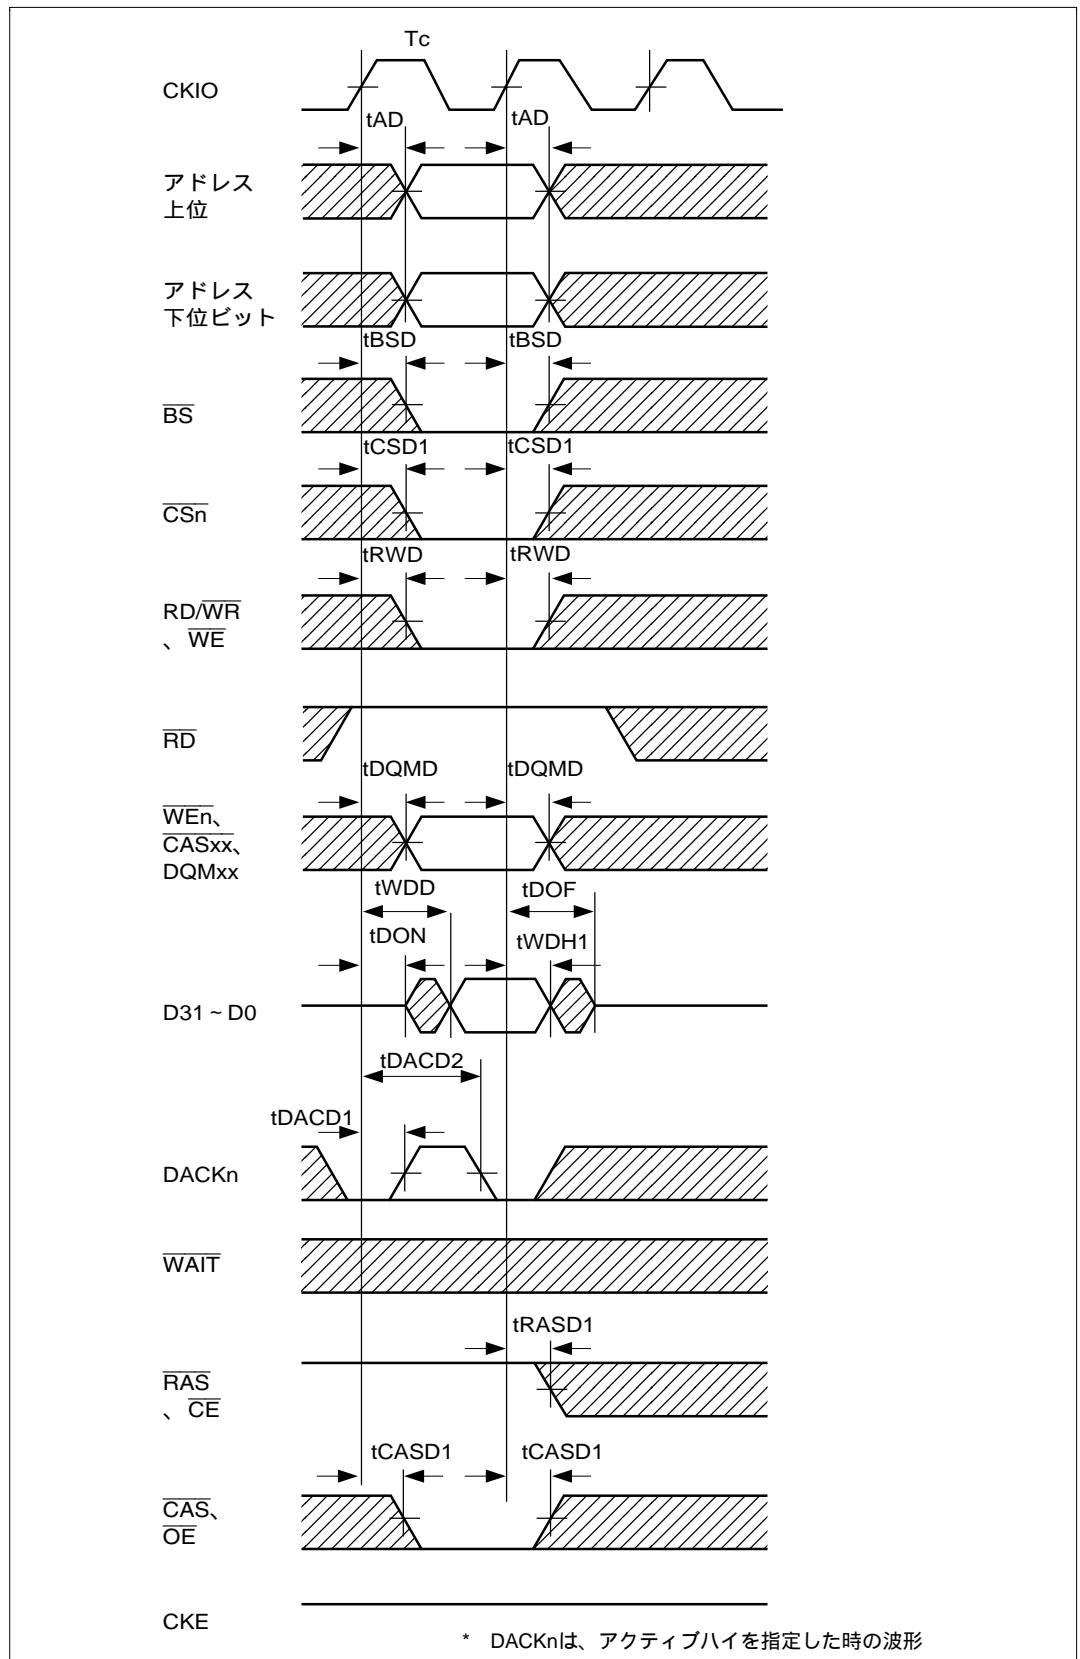 Tc
CKIO
tAD tAD
アドレス
上位
アドレス
下位ビット
tBSD tBSD
BS
tCSD1 tCSD1
CSn
tRWD tRWD
RD/WR
、WE
RD
tDQMD tDQMD
WEn、
CASxx、
DQMxx
tWDD tDOF
tDON tWDH1
D31 ~ D0
tDACD2
tDACD1
DACKn
WAIT
tRASD1
RAS
、CE
tCASD1 tCASD1
CAS、
OE
CKE
* DACKnは、アクティブハイを指定した時の波形